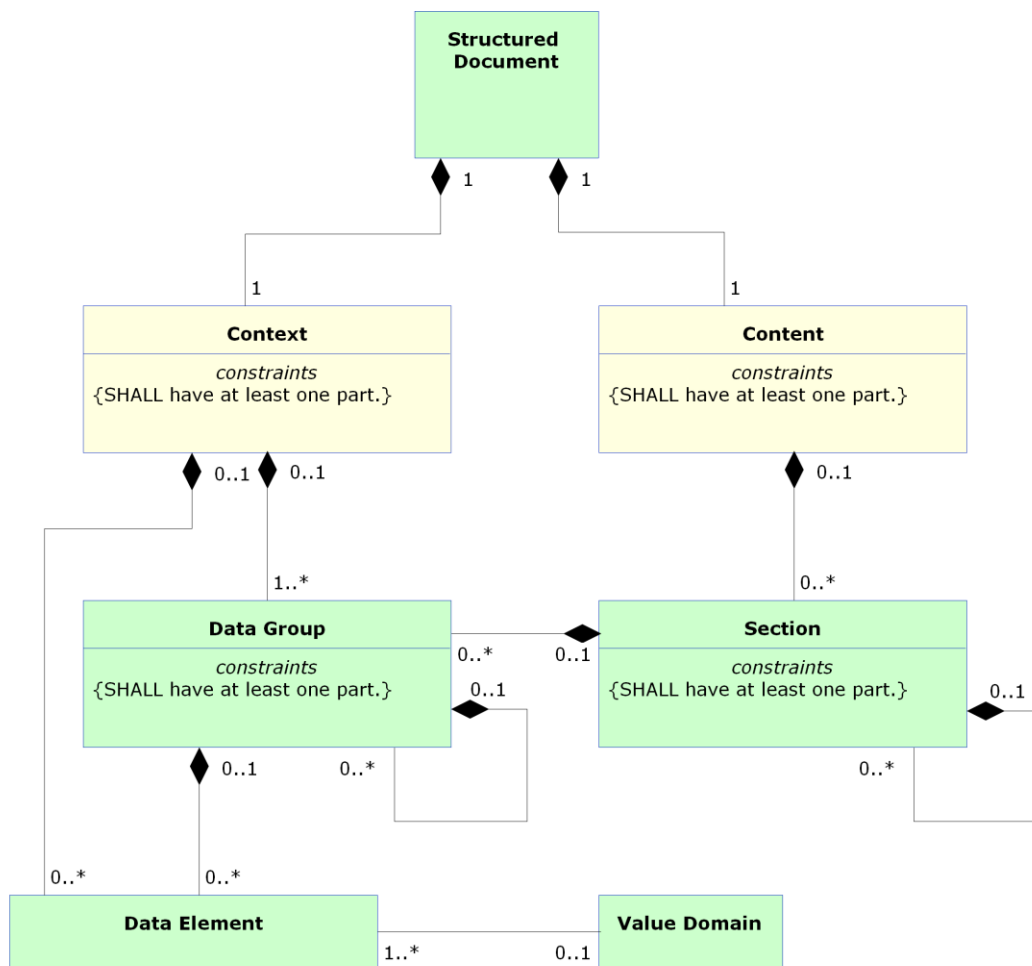 Structured
Document
1
1
1
1
Context
constraints
{SHALL have at least one part.}
Content
constraints
{SHALL have at least one part.}
0..1
0..1
0..1
1..*
0..*
Data Group
constraints
{SHALL have at least one part.}
0..*
0..1
Section
constraints
{SHALL have at least one part.}
0..1
0..1
0..1
0..*
0..*
0..*
0..*
Data Element
1..*
0..1
Value Domain